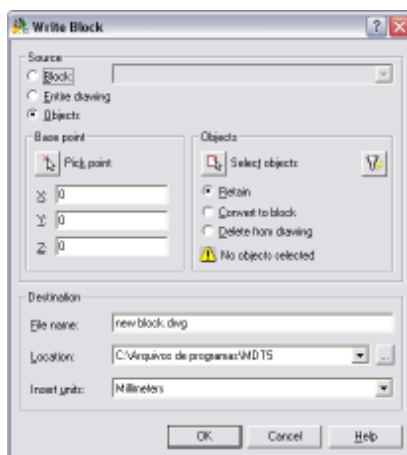 Write Block
Source
Block:
Entire drawing
Objects
Base point
Pick point
X: 0
Y: 0
Z: 0
Objects
Select objects
Retain
Convert to block
Delete from drawing
No objects selected
Destination
File name: new block.dwg
Location: C:\Arquivos de programas\MDT5
Insert units: Millimeters
OK Cancel Help